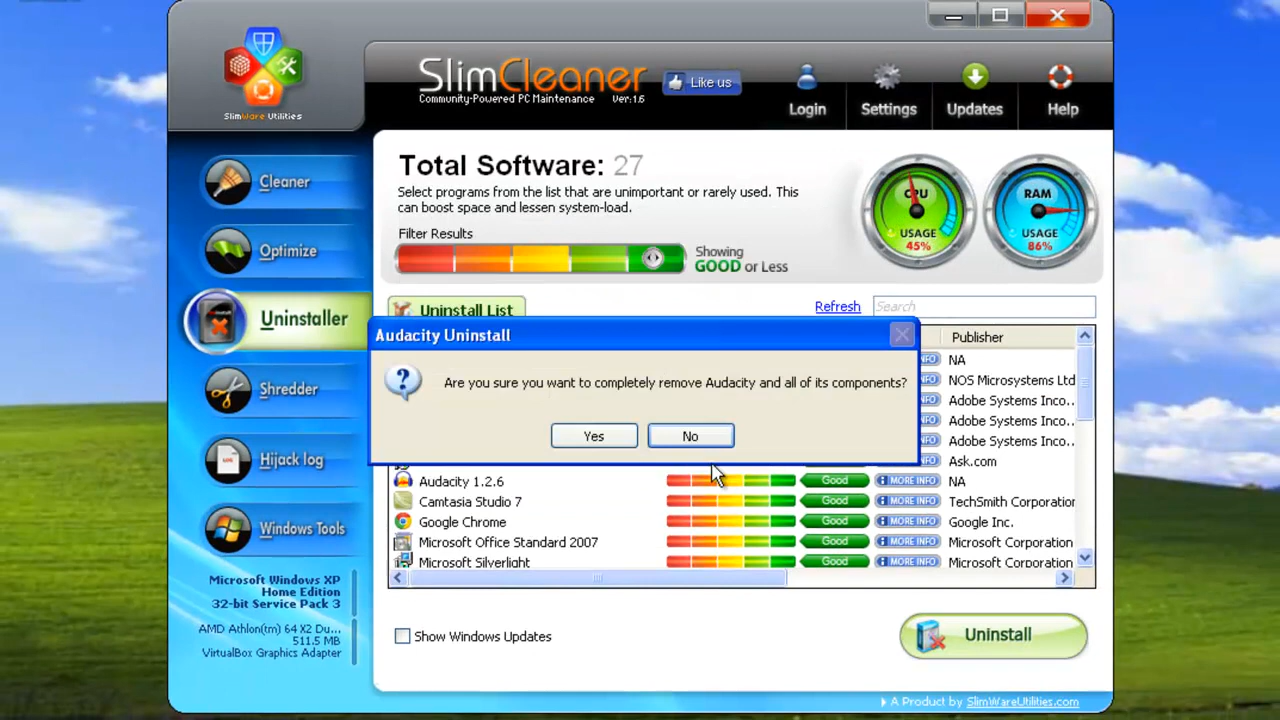 SlimWare Utilities
SlimCleaner
Community-Powered PC Maintenance Ver:1.6
Like us
Login
Settings
Updates
Help
Cleaner
Optimize
Uninstaller
Shredder
Hijack log
Windows Tools
Microsoft Windows XP
Home Edition
32-bit Service Pack 3
AMD Athlon(tm) 64 X2 Du...
511.5 MB
VirtualBox Graphics Adapter
Total Software: 27
Select programs from the list that are unimportant or rarely used. This
can boost space and lessen system-load.
Filter Results
Showing
GOOD or Less
CPU
USAGE
45%
RAM
USAGE
86%
Uninstall List
Refresh
Search
Publisher
NA
NOS Microsystems Ltd
Adobe Systems Inco..
Adobe Systems Inco..
Adobe Systems Inco..
Ask.com
Audacity Uninstall
Are you sure you want to completely remove Audacity and all of its components?
Yes
No
Audacity 1.2.6 Good MORE INFO NA
Camtasia Studio 7 Good MORE INFO TechSmith Corporation
Google Chrome Good MORE INFO Google Inc.
Microsoft Office Standard 2007 Good MORE INFO Microsoft Corporation
Microsoft Silverlight Good MORE INFO Microsoft Corporation
Show Windows Updates
Uninstall
A Product by SlimWareUtilities.com